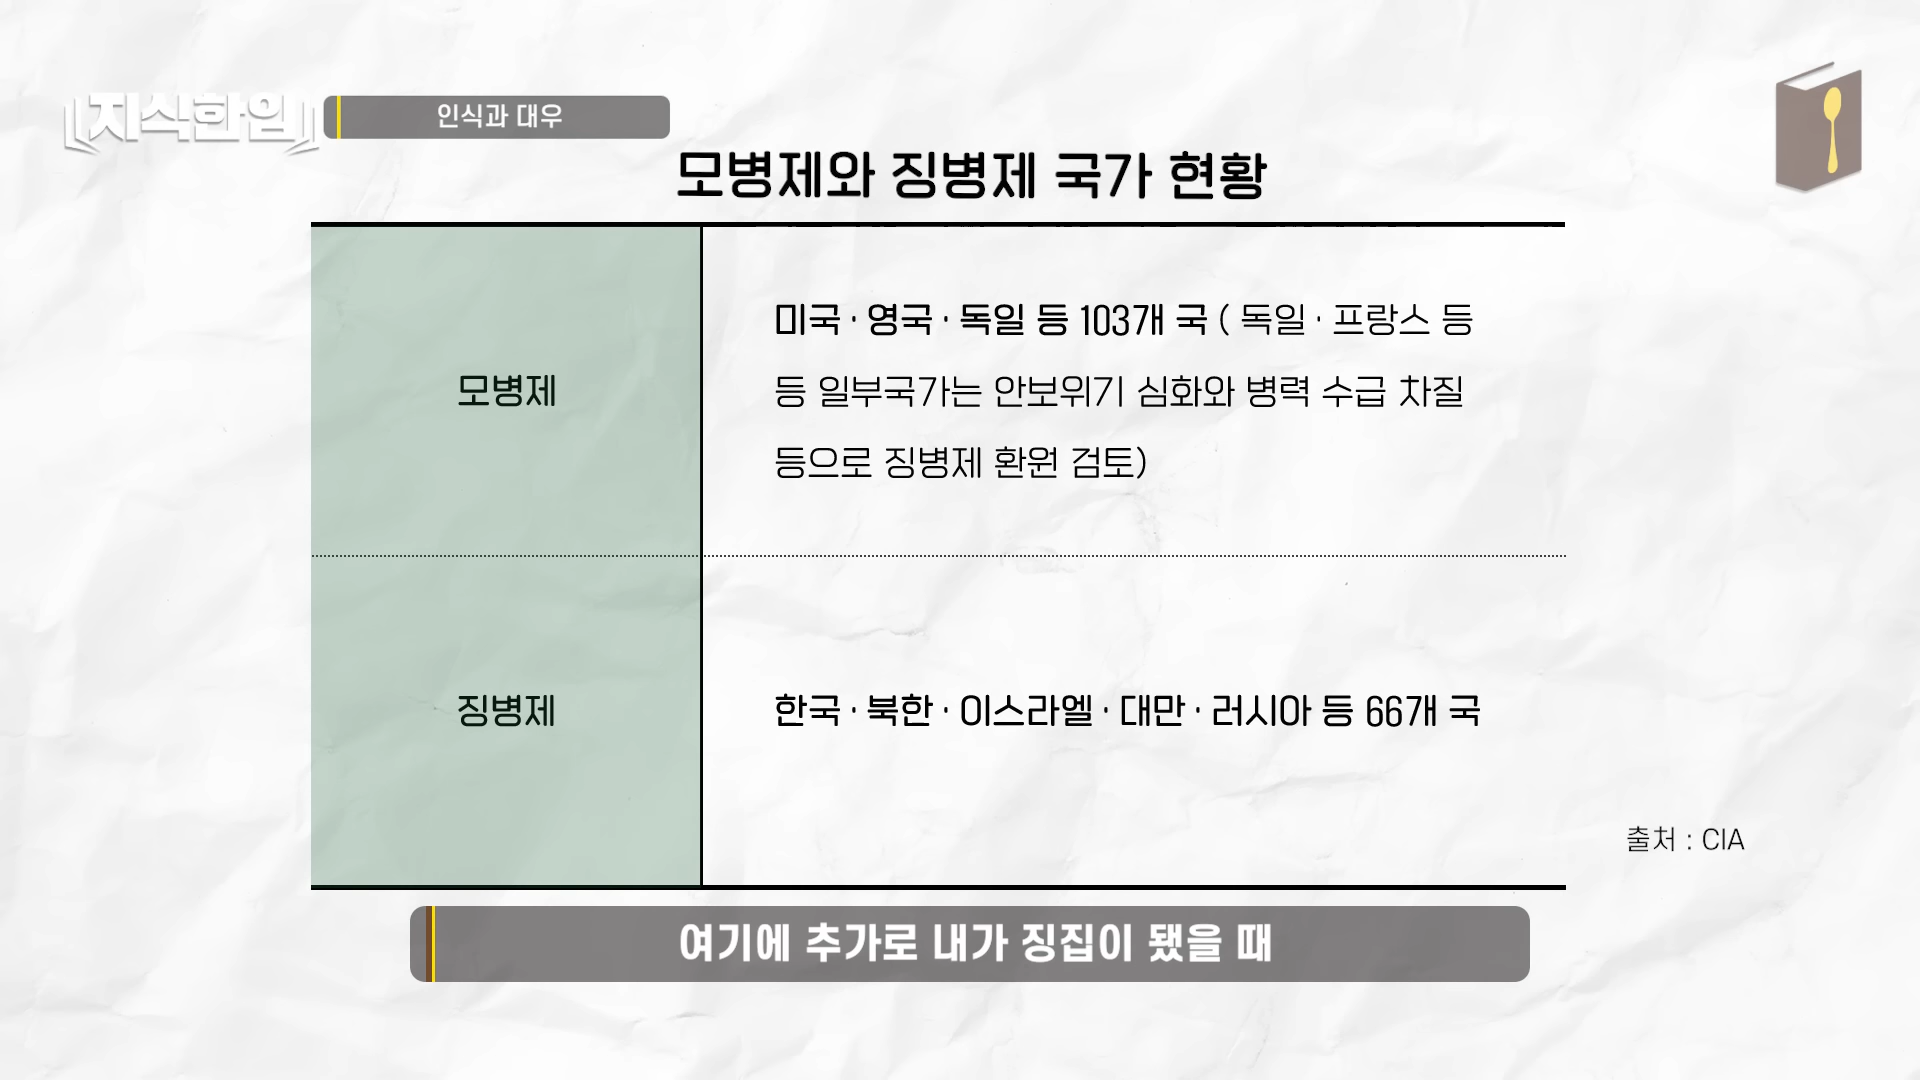 지식한입
인식과 대우
모병제와 징병제 국가 현황
모병제
미국 · 영국 · 독일 등 103개 국 ( 독일 · 프랑스 등
등 일부국가는 안보위기 심화와 병력 수급 차질
등으로 징병제 환원 검토)
징병제
한국 · 북한 · 이스라엘 · 대만 · 러시아 등 66개 국
출처 : CIA
여기에 추가로 내가 징집이 됐을 때